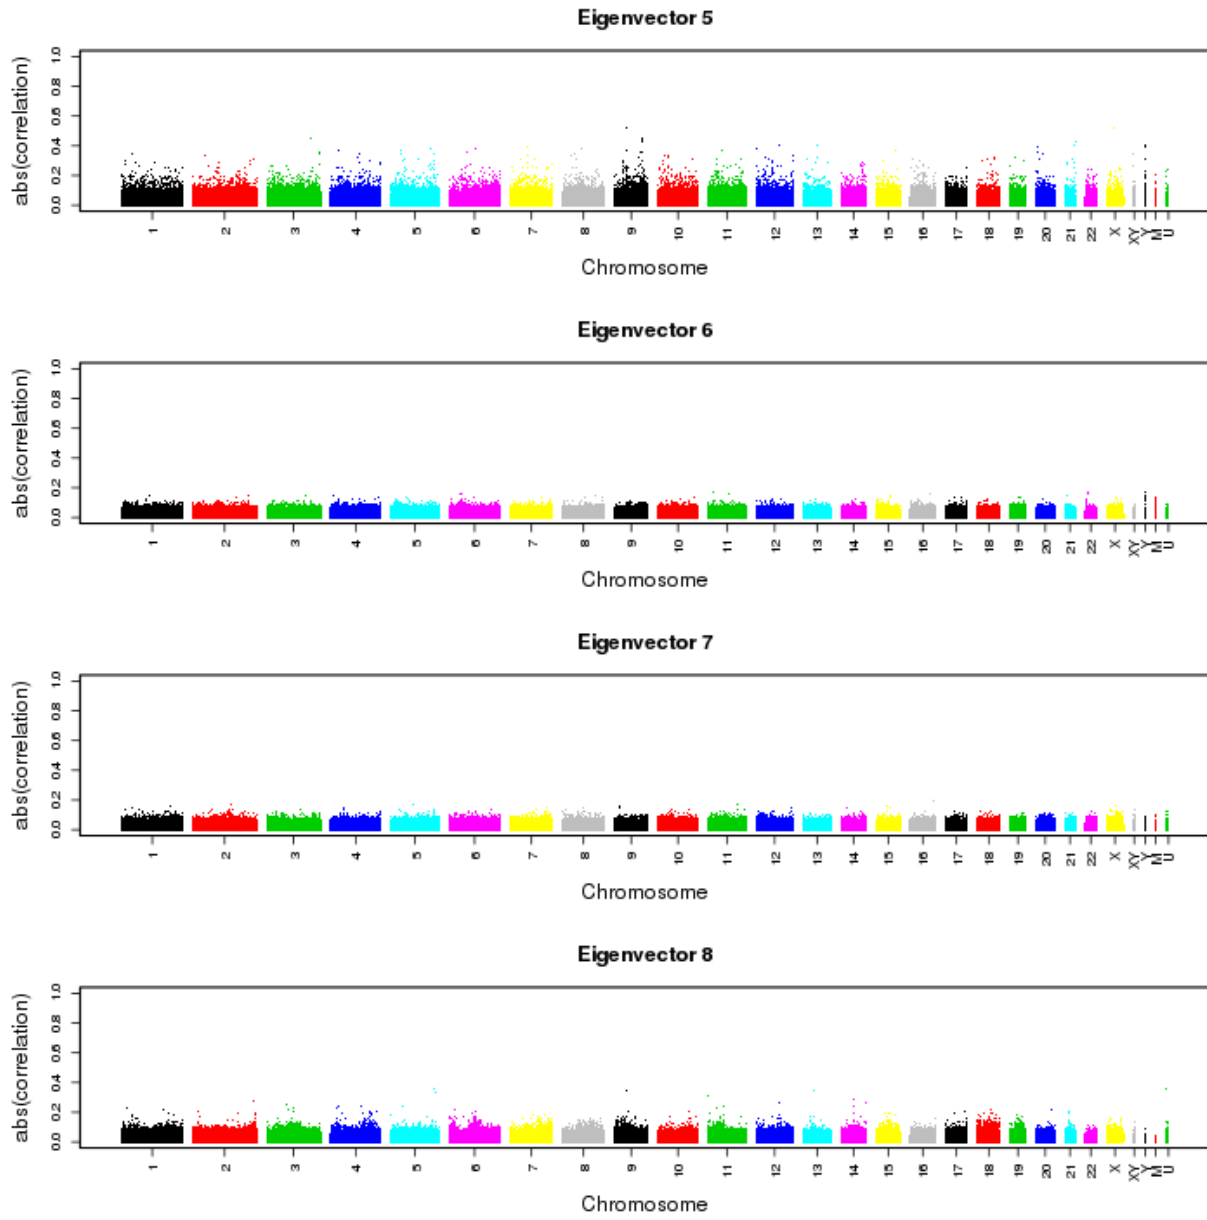 Eigenvector 5
abs(correlation)
0.0 0.2 0.4 0.6 0.8 1.0
1 2 3 4 5 6 7 8 9 10 11 12 13 14 15 16 17 18 19 20 21 22 X XY Y M U
Chromosome
Eigenvector 6
abs(correlation)
0.0 0.2 0.4 0.6 0.8 1.0
1 2 3 4 5 6 7 8 9 10 11 12 13 14 15 16 17 18 19 20 21 22 X XY Y M U
Chromosome
Eigenvector 7
abs(correlation)
0.0 0.2 0.4 0.6 0.8 1.0
1 2 3 4 5 6 7 8 9 10 11 12 13 14 15 16 17 18 19 20 21 22 X XY Y M U
Chromosome
Eigenvector 8
abs(correlation)
0.0 0.2 0.4 0.6 0.8 1.0
1 2 3 4 5 6 7 8 9 10 11 12 13 14 15 16 17 18 19 20 21 22 X XY Y M U
Chromosome